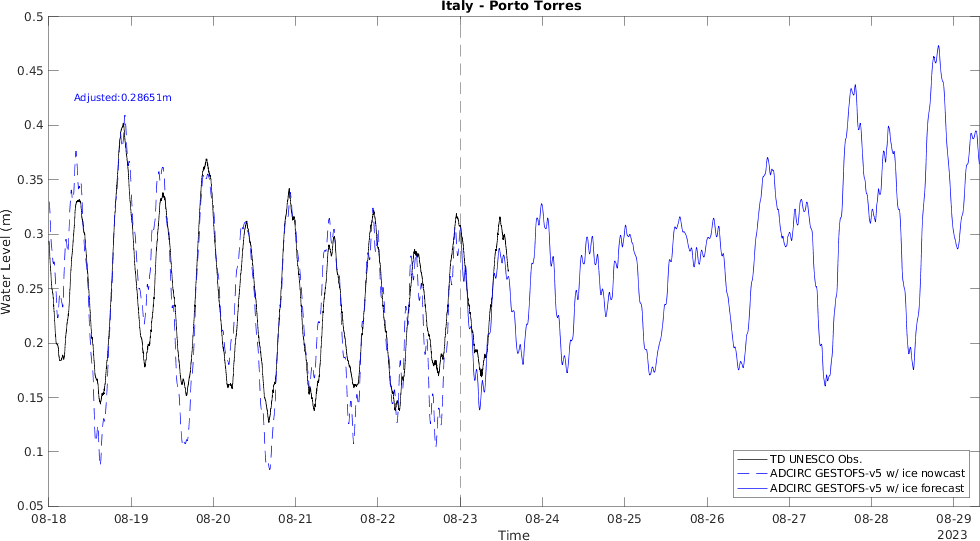 Italy - Porto Torres
0.5
0.45
0.4
0.35
0.3
0.25
0.2
0.15
0.1
0.05
Water Level (m)
Adjusted:0.28651m
TD UNESCO Obs.
ADCIRC GESTOFS-v5 w/ ice nowcast
ADCIRC GESTOFS-v5 w/ ice forecast
08-18 08-19 08-20 08-21 08-22 08-23 08-24 08-25 08-26 08-27 08-28 08-29
2023
Time